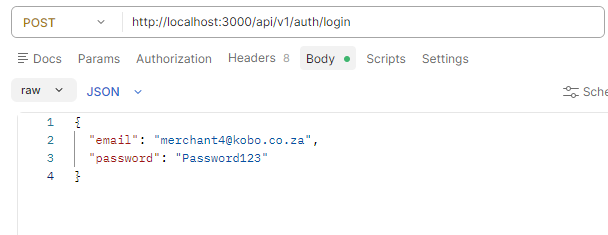 POST http://localhost:3000/api/v1/auth/login
Docs Params Authorization Headers 8 Body Scripts Settings
raw JSON Sche
1 {
2 "email": "merchant4@kobo.co.za",
3 "password": "Password123"
4 }